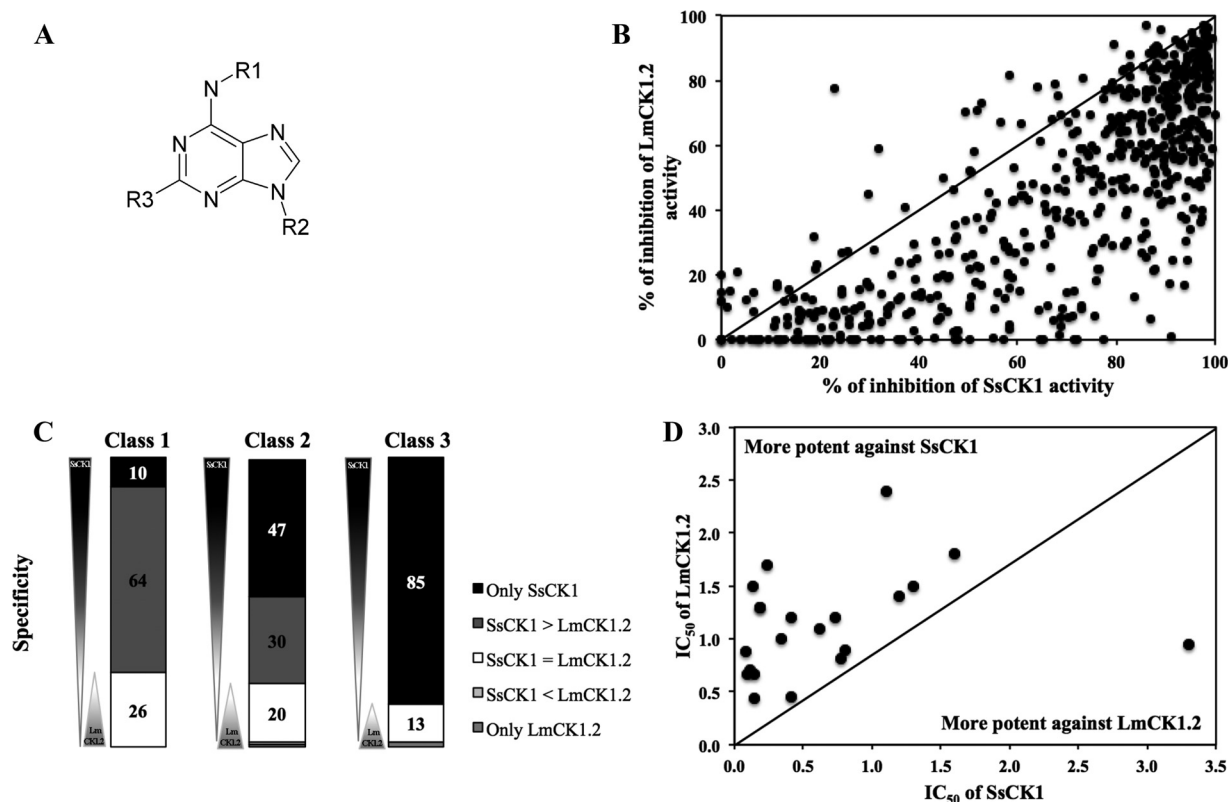 A
R1
N
N
N
N
N
R3
R2
B
% of inhibition of LmCK1.2
activity
100
80
60
40
20
0
0 20 40 60 80 100
% of inhibition of SsCK1 activity
C
Class 1 Class 2 Class 3
SsCK1 SsCK1 SsCK1
10
64
26
47
30
20
85
13
Lm
CK1.2
Lm
CK1.2
Lm
CK1.2
Specificity
Only SsCK1
SsCK1 > LmCK1.2
SsCK1 = LmCK1.2
SsCK1 < LmCK1.2
Only LmCK1.2
D
More potent against SsCK1
More potent against LmCK1.2
IC50 of LmCK1.2
3.0
2.5
2.0
1.5
1.0
0.5
0.0
0.0 0.5 1.0 1.5 2.0 2.5 3.0 3.5
IC50 of SsCK1